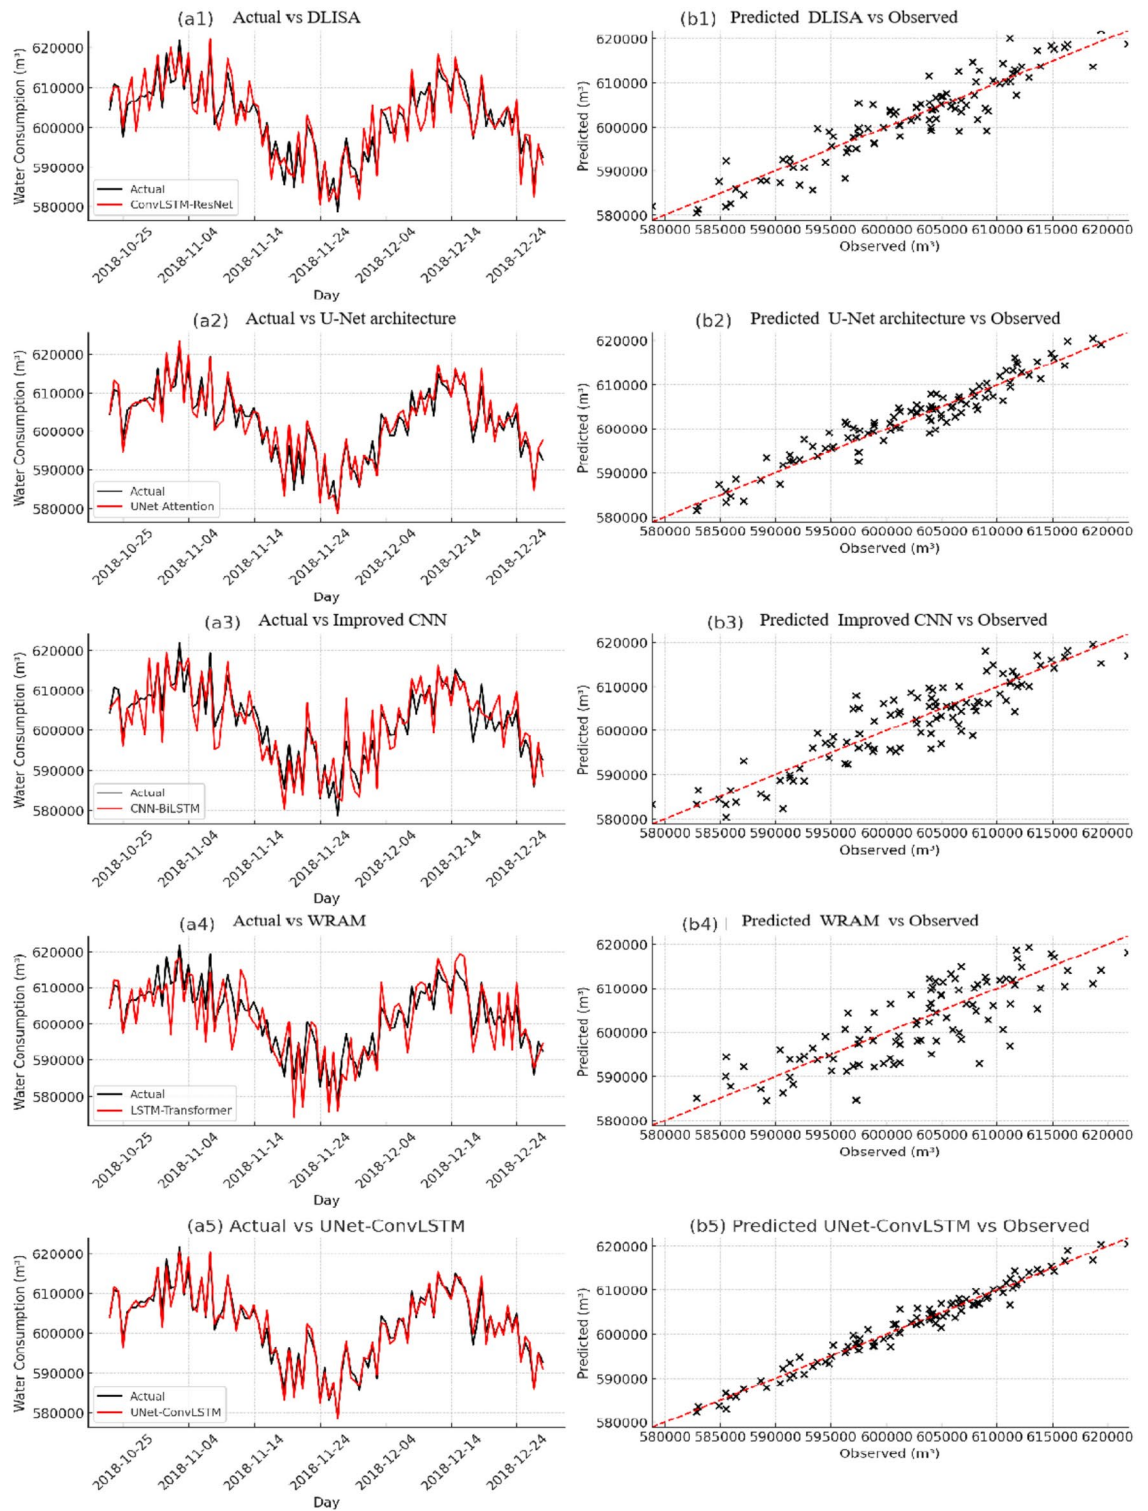 (a1) Actual vs DLISA
Water Consumption (m³)
620000
610000
600000
590000
580000
Actual
ConvLSTM-ResNet
2018-10-25
2018-11-04
2018-11-14
2018-11-24
2018-12-04
2018-12-14
2018-12-24
Day
(b1) Predicted DLISA vs Observed
Predicted (m³)
620000
610000
600000
590000
580000
580000 585000 590000 595000 600000 605000 610000 615000 620000
Observed (m³)
(a2) Actual vs U-Net architecture
Water Consumption (m³)
620000
610000
600000
590000
580000
Actual
UNet Attention
2018-10-25
2018-11-04
2018-11-14
2018-11-24
2018-12-04
2018-12-14
2018-12-24
Day
(b2) Predicted U-Net architecture vs Observed
Predicted (m³)
620000
610000
600000
590000
580000
580000 585000 590000 595000 600000 605000 610000 615000 620000
Observed (m³)
(a3) Actual vs Improved CNN
Water Consumption (m³)
620000
610000
600000
590000
580000
Actual
CNN-BiLSTM
2018-10-25
2018-11-04
2018-11-14
2018-11-24
2018-12-04
2018-12-14
2018-12-24
Day
(b3) Predicted Improved CNN vs Observed
Predicted (m³)
620000
610000
600000
590000
580000
580000 585000 590000 595000 600000 605000 610000 615000 620000
Observed (m³)
(a4) Actual vs WRAM
Water Consumption (m³)
620000
610000
600000
590000
580000
Actual
LSTM-Transformer
2018-10-25
2018-11-04
2018-11-14
2018-11-24
2018-12-04
2018-12-14
2018-12-24
Day
(b4) Predicted WRAM vs Observed
Predicted (m³)
620000
610000
600000
590000
580000
580000 585000 590000 595000 600000 605000 610000 615000 620000
Observed (m³)
(a5) Actual vs UNet-ConvLSTM
Water Consumption (m³)
620000
610000
600000
590000
580000
Actual
UNet-ConvLSTM
2018-10-25
2018-11-04
2018-11-14
2018-11-24
2018-12-04
2018-12-14
2018-12-24
Day
(b5) Predicted UNet-ConvLSTM vs Observed
Predicted (m³)
620000
610000
600000
590000
580000
580000 585000 590000 595000 600000 605000 610000 615000 620000
Observed (m³)